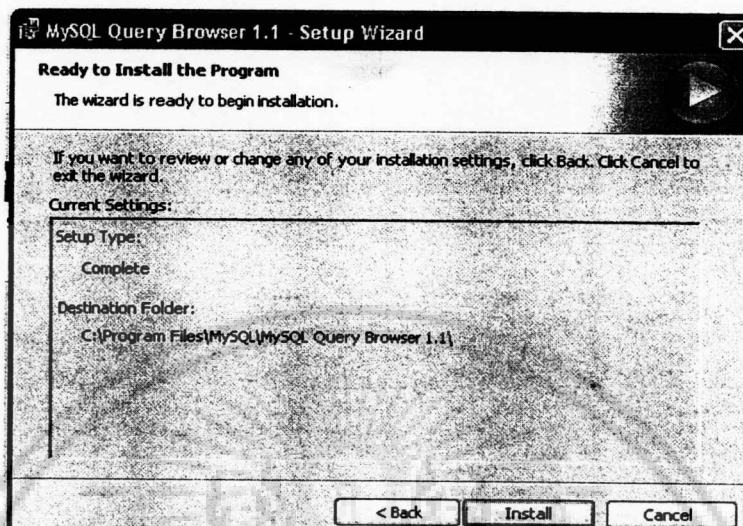 MySQL Query Browser 1.1 - Setup Wizard
Ready to Install the Program
The wizard is ready to begin installation.
If you want to review or change any of your installation settings, click Back. Click Cancel to
exit the wizard.
Current Settings:
Setup Type:
Complete
Destination Folder:
C:\Program Files\MySQL\MySQL Query Browser 1.1\
< Back
Install
Cancel